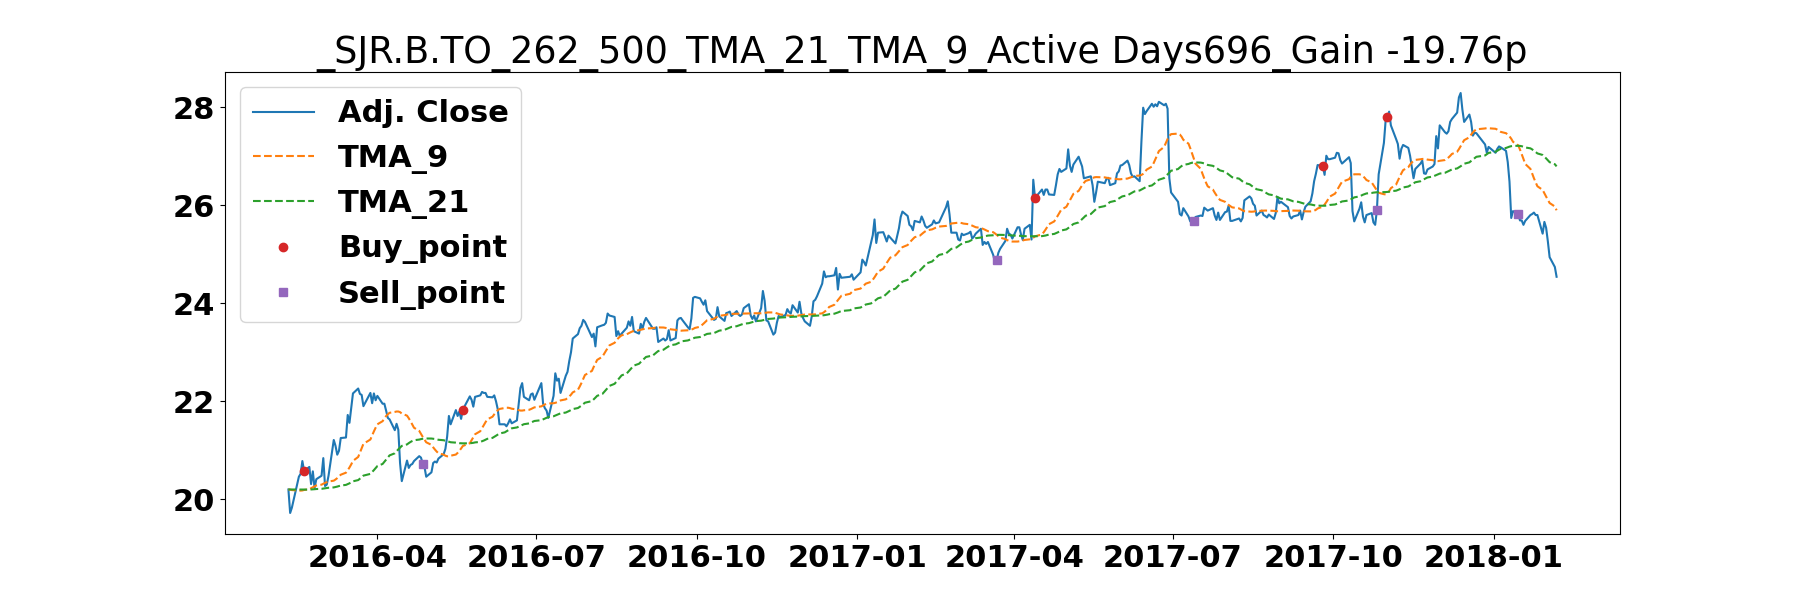 _SJR.B.TO_262_500_TMA_21_TMA_9_Active Days696_Gain -19.76p
Adj. Close
TMA_9
TMA_21
Buy_point
Sell_point
28
26
24
22
20
2016-04 2016-07 2016-10 2017-01 2017-04 2017-07 2017-10 2018-01